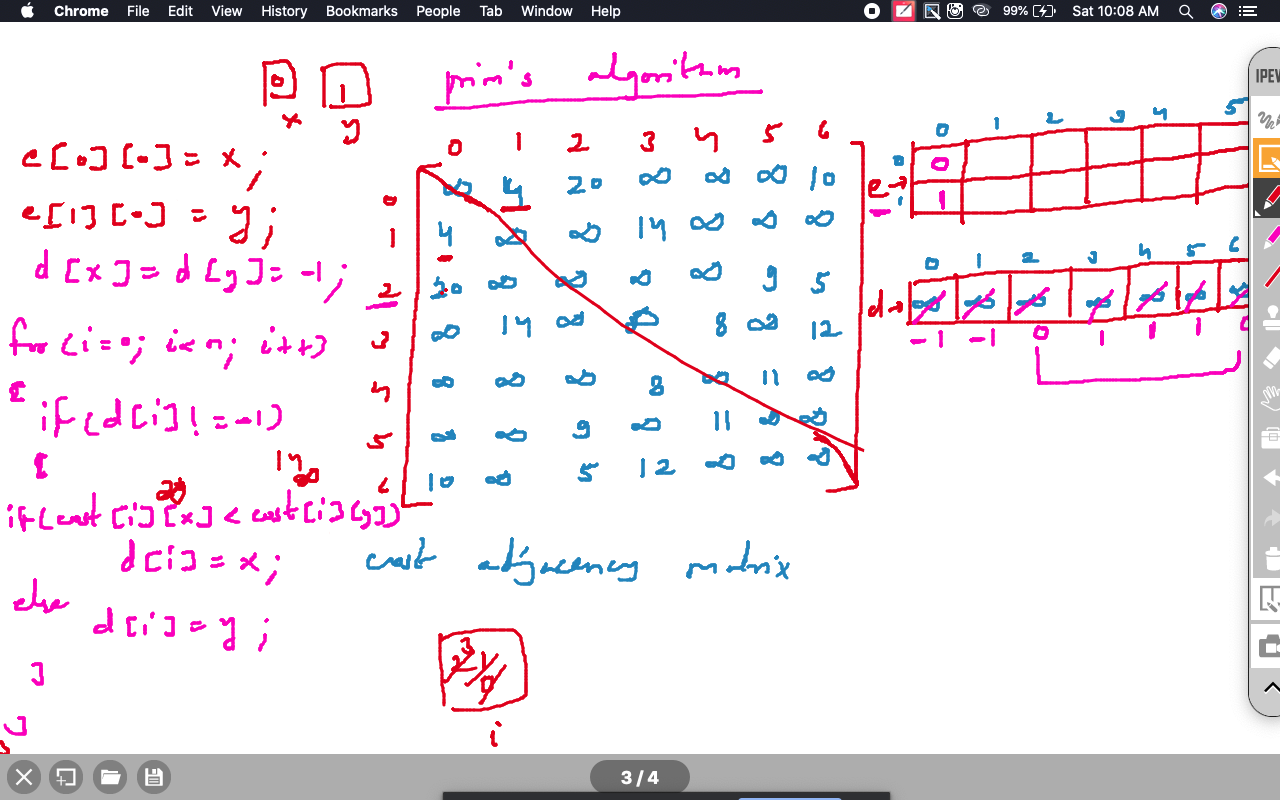 Chrome File Edit View History Bookmarks People Tab Window Help 99% Sat 10:08 AM
prim's algorithm
0 1
x y
e[0][0] = x ;
e[1][0] = y ;
d[x] = d[y] = -1 ;
for (i=0; i<n; i++)
{
if (d[i] != -1)
{
20 14 ∞
if (cost[i][x] < cost[i][y])
d[i] = x ;
else
d[i] = y ;
}
}
0 1 2 3 4 5 6
0 ∞ 4 20 ∞ ∞ ∞ 10
1 4 ∞ ∞ 14 ∞ ∞ ∞
2 20 ∞ ∞ ∞ ∞ 9 5
3 ∞ 14 ∞ ∞ 8 ∞ 12
4 ∞ ∞ ∞ 8 ∞ 11 ∞
5 ∞ ∞ 9 ∞ 11 ∞ ∞
6 10 ∞ 5 12 ∞ ∞ ∞
cost adjacency matrix
0 1 2 3
i
0 1 2 3 4 5
e→
0 0
1 1
0 1 2 3 4 5 6
d→ ∞ ∞ ∞ ∞ ∞ ∞ ∞
-1 -1 0 1 1 1 0
IPEV
3 / 4